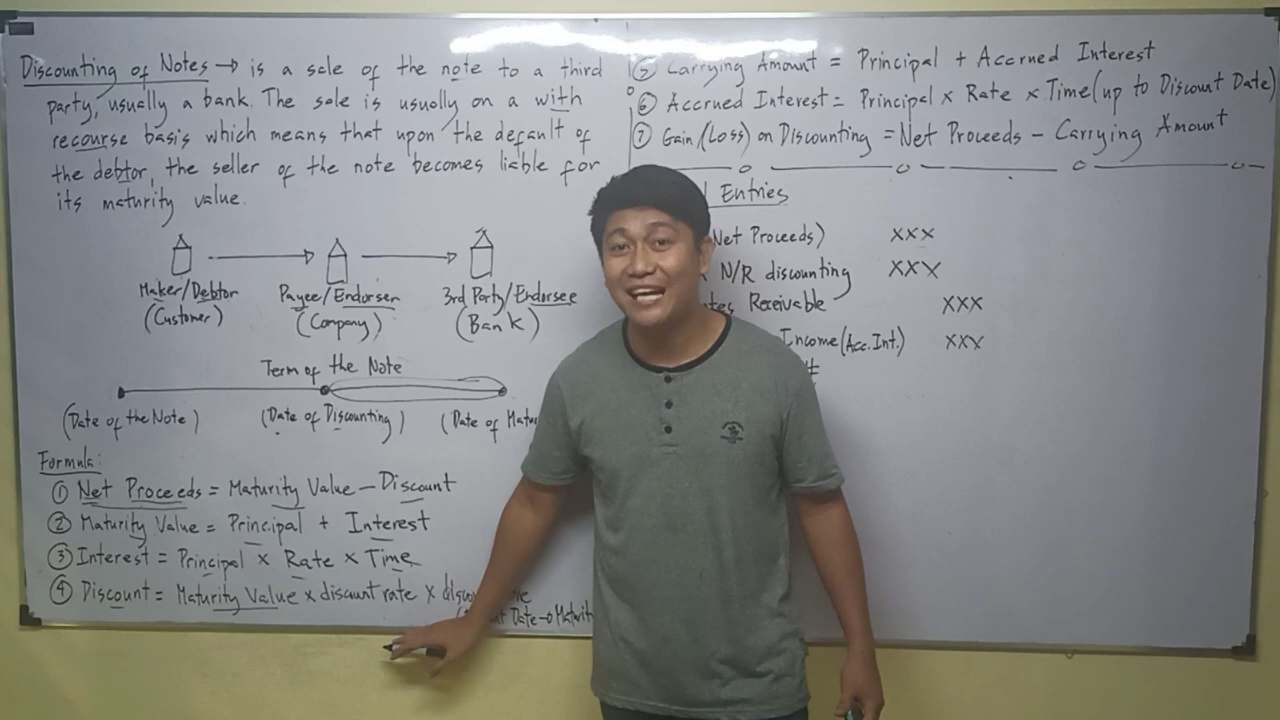 Discounting of Notes → is a sale of the note to a third
party, usually a bank. The sale is usually on a with
recourse basis which means that upon the default of
the debtor, the seller of the note becomes liable for
its maturity value.
Maker/Debtor
(Customer)
Payee/Endorser
(Company)
3rd Party/Endorsee
(Bank)
Term of the Note
(Date of the Note)
(Date of Discounting)
(Date of
Formula:
① Net Proceeds = Maturity Value - Discount
② Maturity Value = Principal + Interest
③ Interest = Principal × Rate × Time
④ Discount = Maturity Value × discount rate ×
Date → Maturity
⑤ Carrying Amount = Principal + Accrued Interest
⑥ Accrued Interest = Principal × Rate × Time (up to Discount Date)
⑦ Gain/(Loss) on Discounting = Net Proceeds - Carrying Amount
Entries
Net Proceeds) xxx
N/R discounting xxx
Receivable xxx
Income (Acc. Int.) xxx